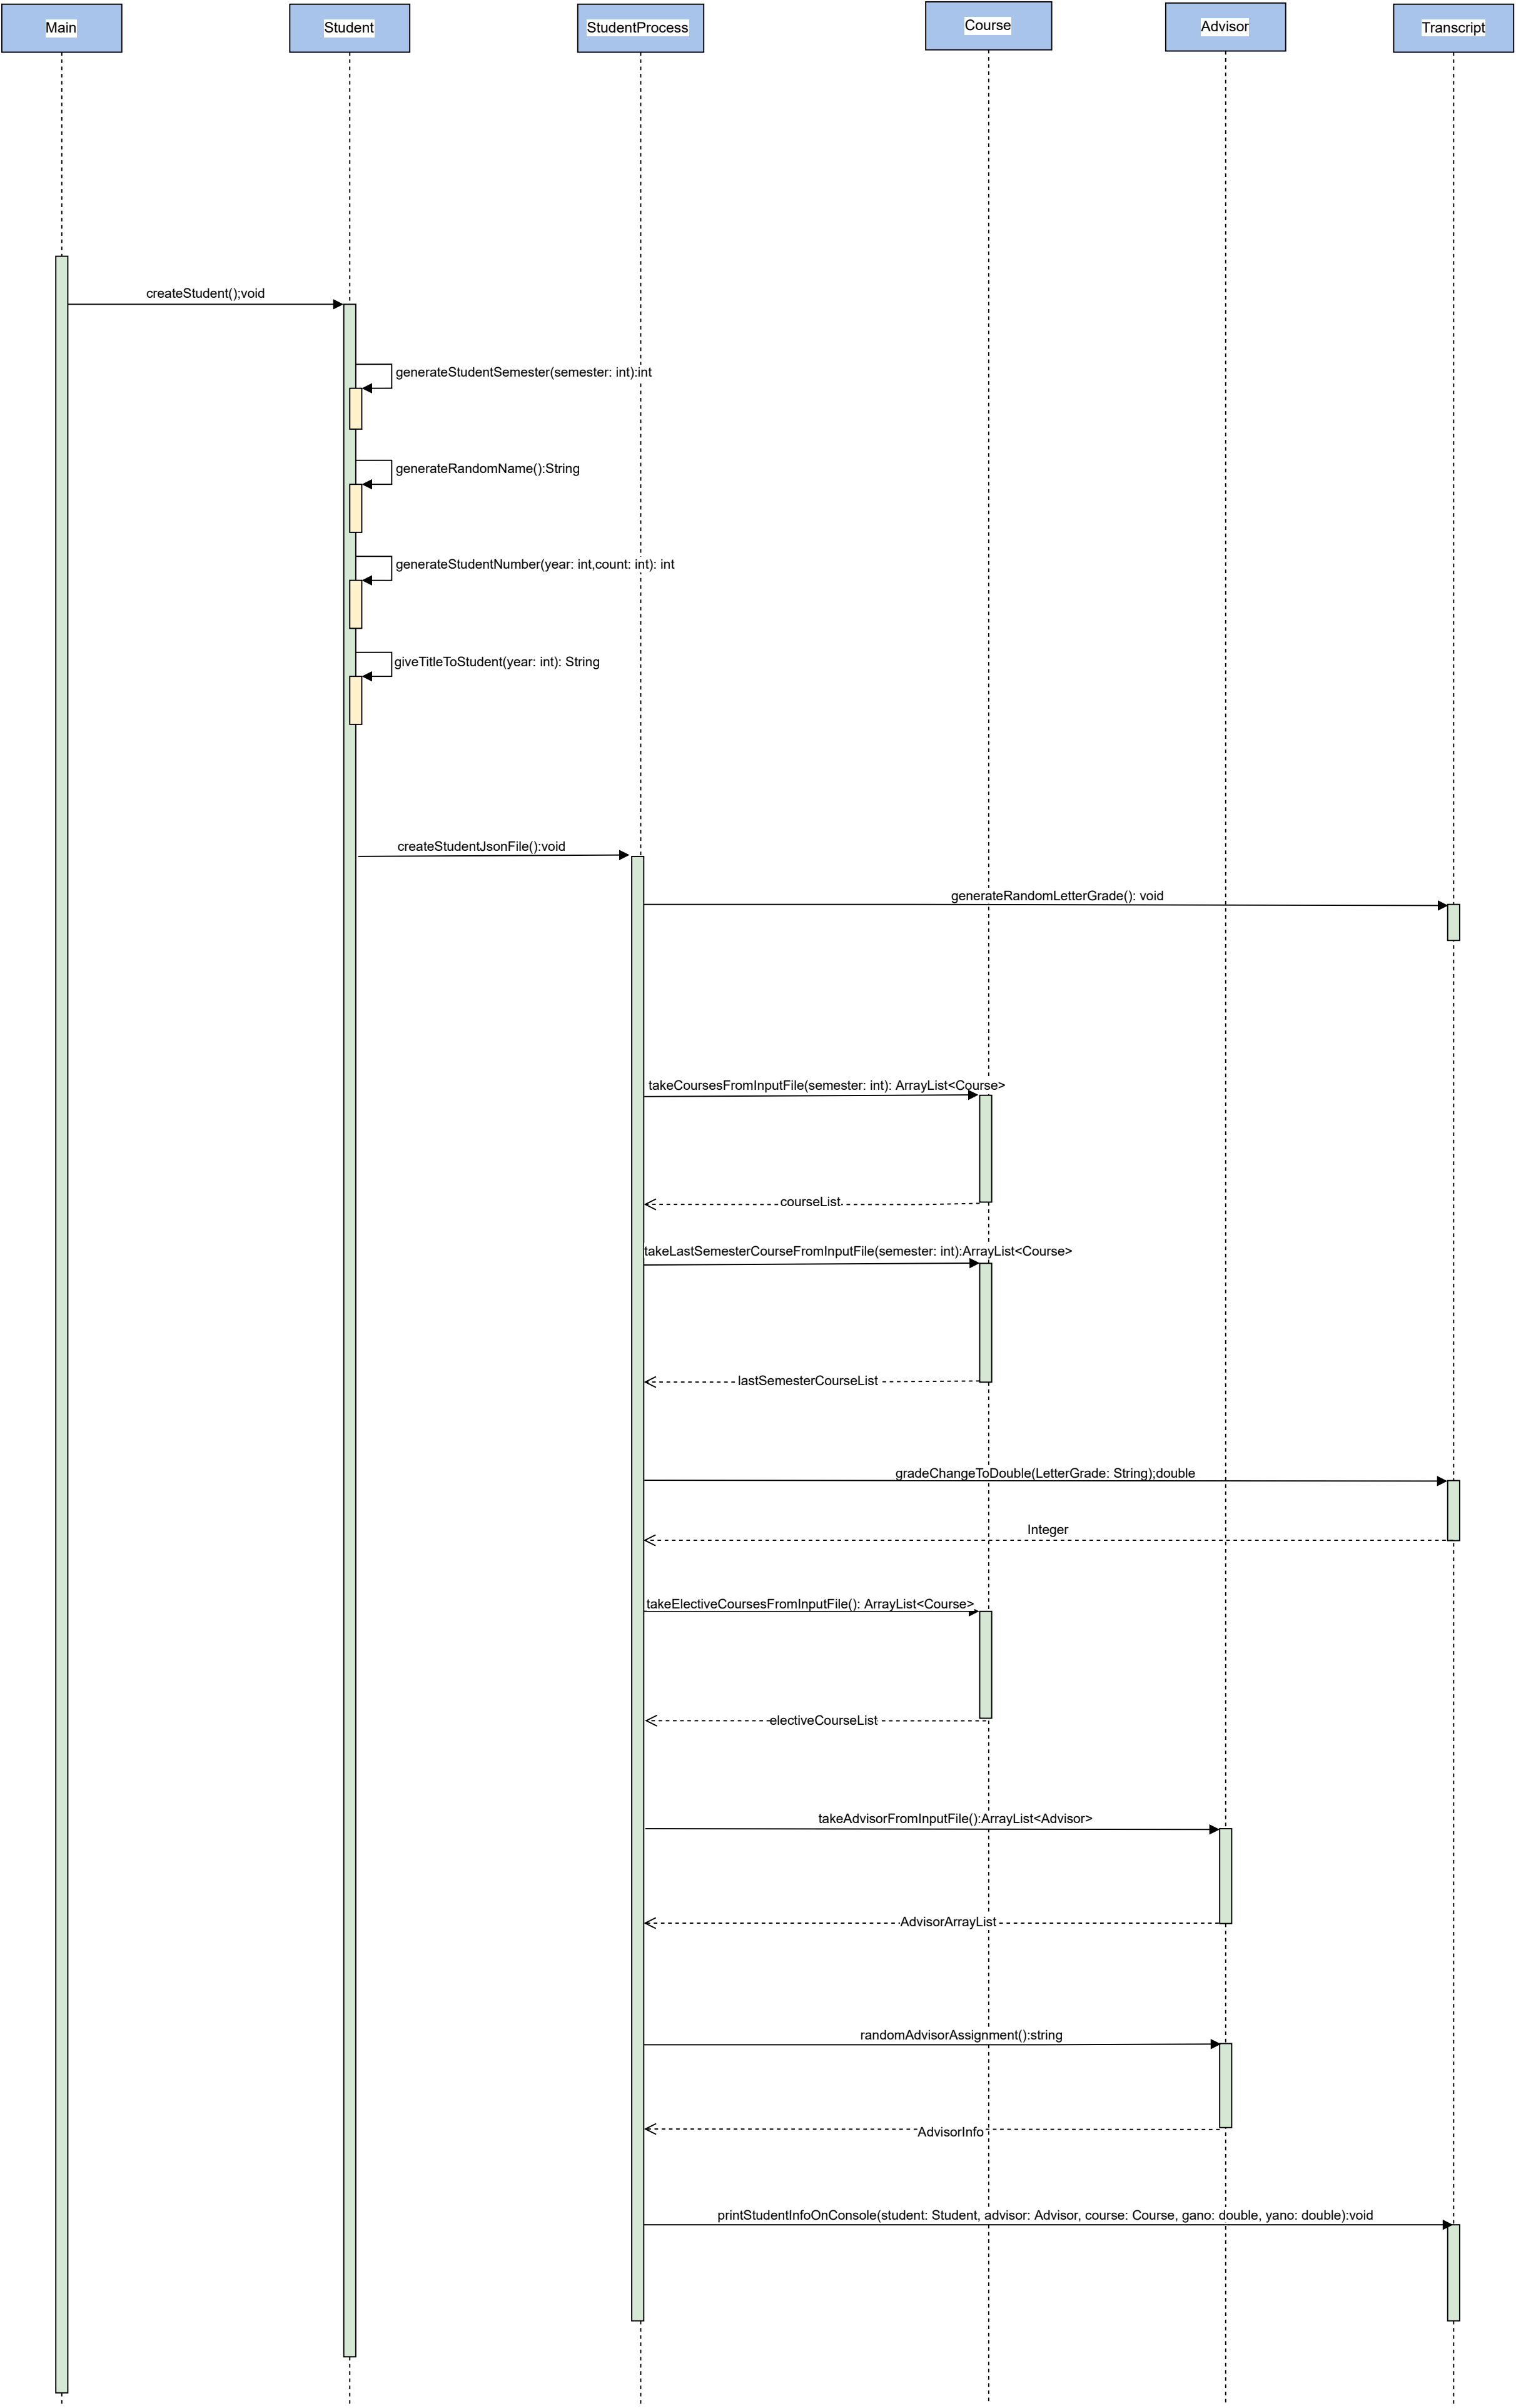 Main
Student
StudentProcess
Course
Advisor
Transcript
createStudent();void
generateStudentSemester(semester: int):int
generateRandomName():String
generateStudentNumber(year: int,count: int): int
giveTitleToStudent(year: int): String
createStudentJsonFile():void
generateRandomLetterGrade(): void
takeCoursesFromInputFile(semester: int): ArrayList<Course>
courseList
takeLastSemesterCourseFromInputFile(semester: int):ArrayList<Course>
lastSemesterCourseList
gradeChangeToDouble(LetterGrade: String);double
Integer
takeElectiveCoursesFromInputFile(): ArrayList<Course>
electiveCourseList
takeAdvisorFromInputFile():ArrayList<Advisor>
AdvisorArrayList
randomAdvisorAssignment():string
AdvisorInfo
printStudentInfoOnConsole(student: Student, advisor: Advisor, course: Course, gano: double, yano: double):void